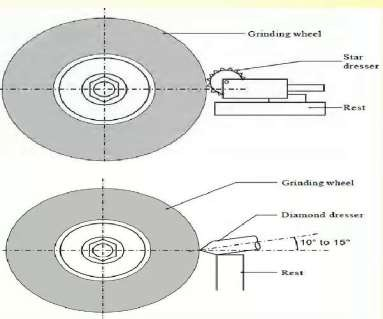 Grinding wheel
Star
dresser
Rest
Grinding wheel
Diamond dresser
10° to 15°
Rest